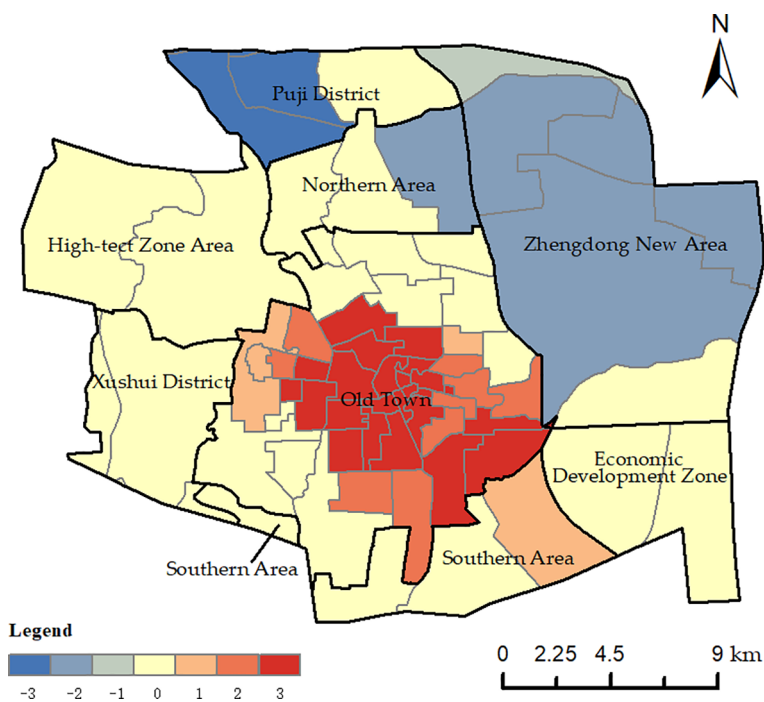 N
Puji District
Northern Area
High-tect Zone Area
Zhengdong New Area
Xushui District
Old Town
Economic
Development Zone
Southern Area
Southern Area
Legend
-3 -2 -1 0 1 2 3
0 2.25 4.5 9 km